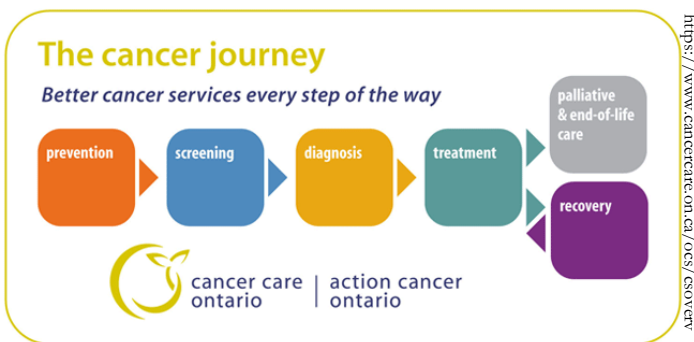 The cancer journey
Better cancer services every step of the way
prevention
screening
diagnosis
treatment
palliative
& end-of-life
care
recovery
cancer care
ontario
action cancer
ontario
https://www.cancercare.on.ca/ocs/csoverv